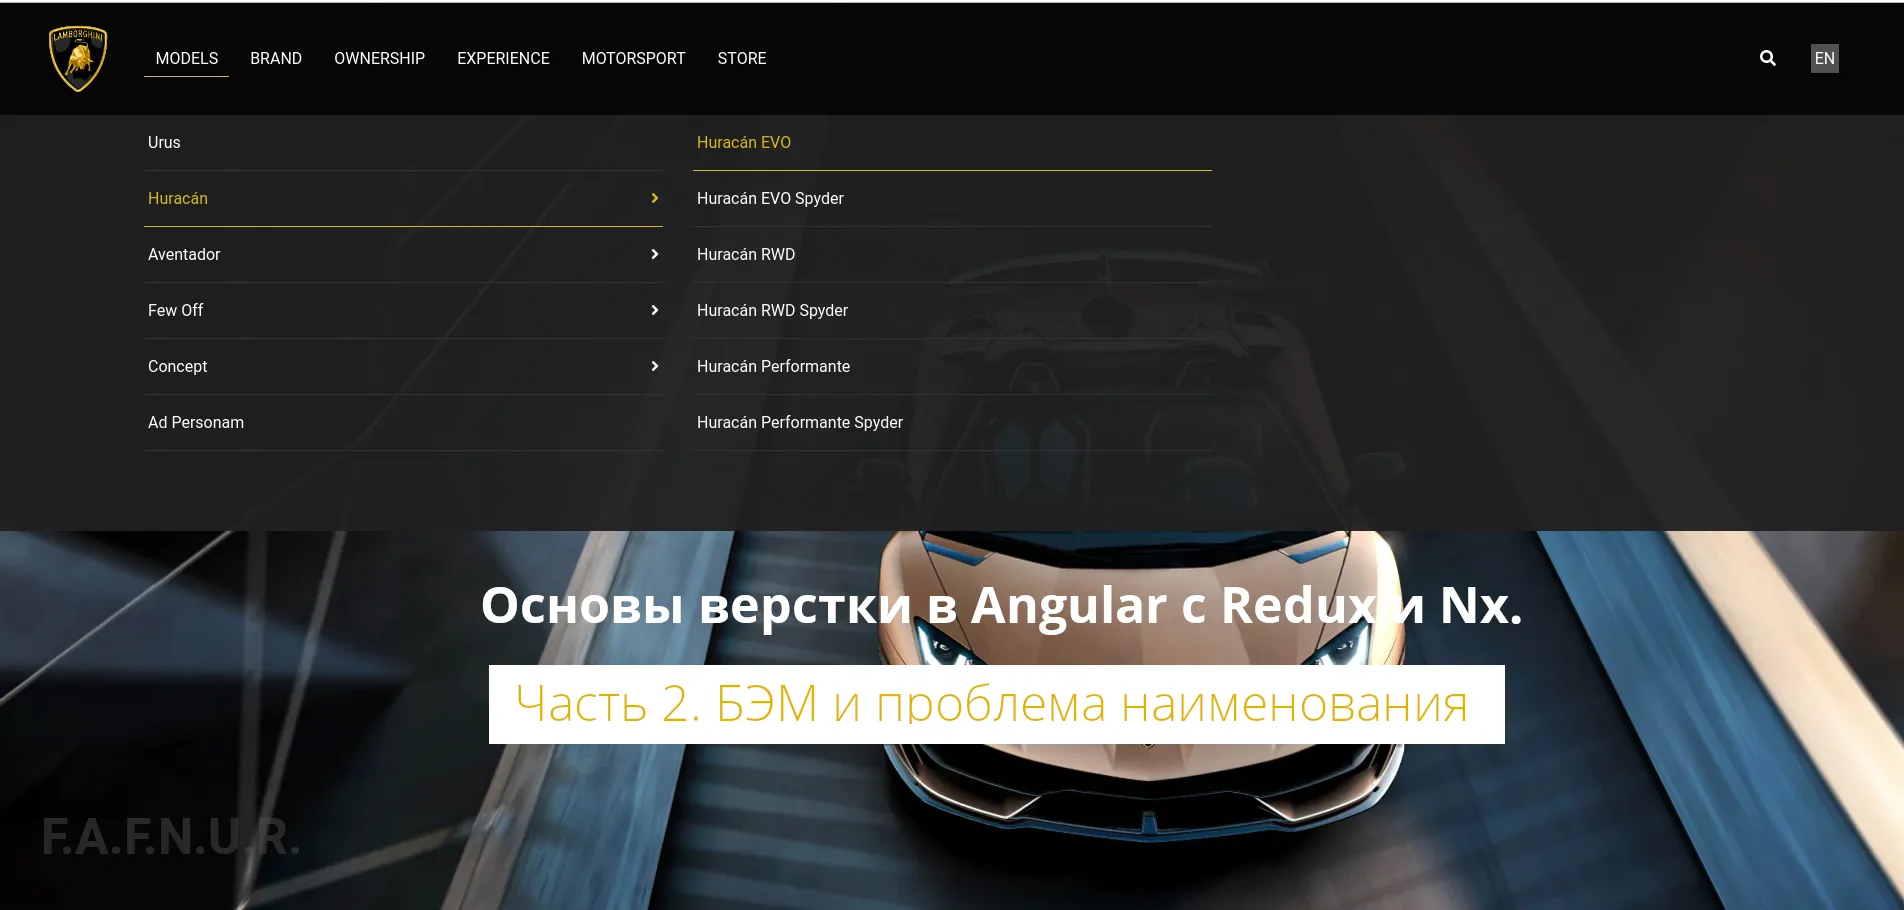 LAMBORGHINI
MODELS BRAND OWNERSHIP EXPERIENCE MOTORSPORT STORE EN
Urus
Huracán
Aventador
Few Off
Concept
Ad Personam
Huracán EVO
Huracán EVO Spyder
Huracán RWD
Huracán RWD Spyder
Huracán Performante
Huracán Performante Spyder
Основы верстки в Angular с Redux и Nx.
Часть 2. БЭМ и проблема наименования
F.A.F.N.U.R.